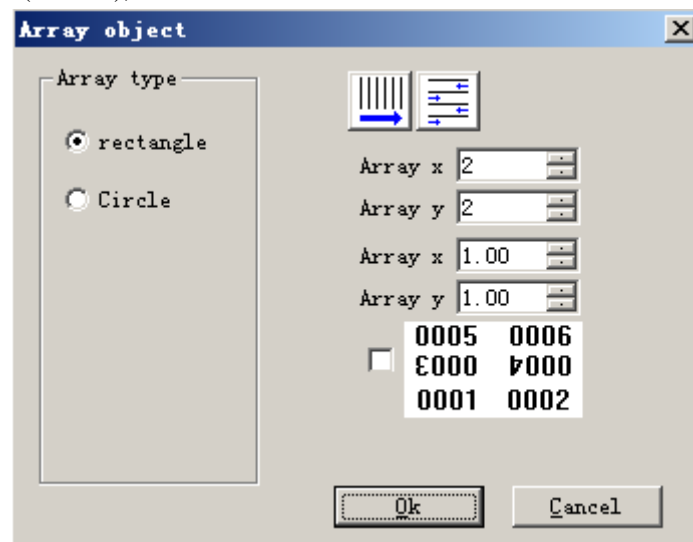 Array object
Array type
rectangle
Circle
Array x 2
Array y 2
Array x 1.00
Array y 1.00
0005 0006
0003 0004
0001 0002
Ok
Cancel